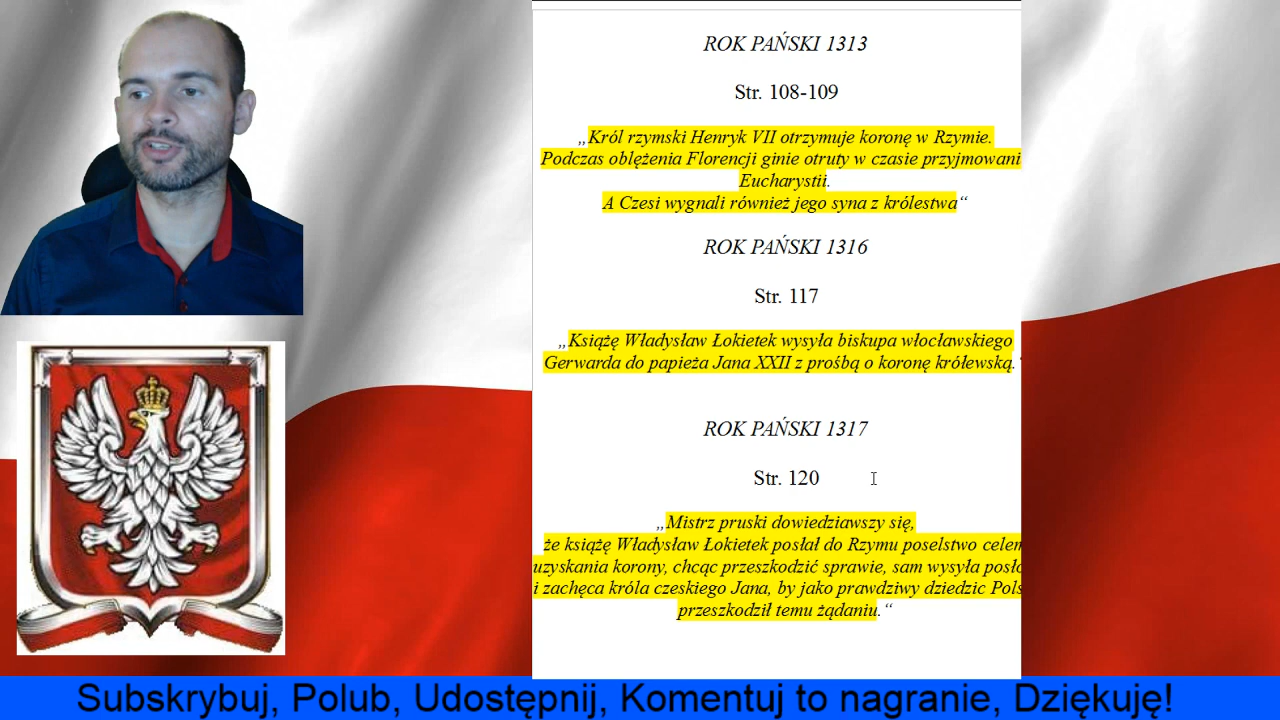 ROK PAŃSKI 1313
Str. 108-109
„Król rzymski Henryk VII otrzymuje koronę w Rzymie.
Podczas oblężenia Florencji ginie otruty w czasie przyjmowani
Eucharystii.
A Czesi wygnali również jego syna z królestwa“
ROK PAŃSKI 1316
Str. 117
„Książę Władysław Łokietek wysyła biskupa włocławskiego
Gerwarda do papieża Jana XXII z prośbą o koronę królewską.“
ROK PAŃSKI 1317
Str. 120
„Mistrz pruski dowiedziawszy się,
że książę Władysław Łokietek posłał do Rzymu poselstwo celem
uzyskania korony, chcąc przeszkodzić sprawie, sam wysyła posło
i zachęca króla czeskiego Jana, by jako prawdziwy dziedzic Pols
przeszkodził temu żądaniu.“
Subskrybuj, Polub, Udostępnij, Komentuj to nagranie, Dziękuję!